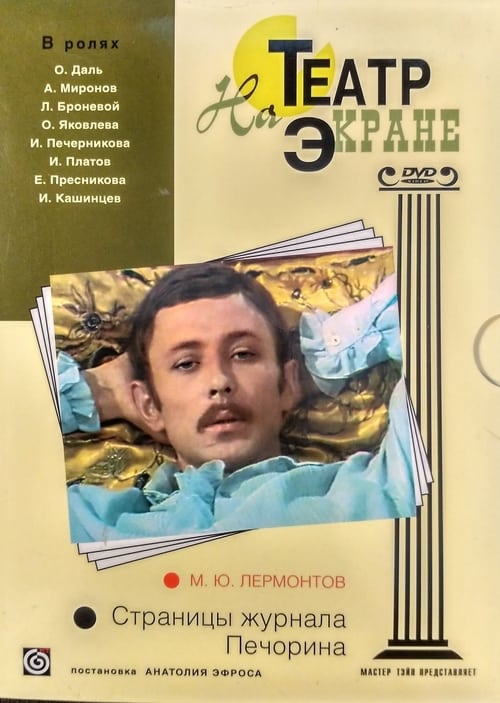 В ролях
О. Даль
А. Миронов
Л. Броневой
О. Яковлева
И. Печерникова
И. Платов
Е. Пресникова
И. Кашинцев
Театр
На Экране
DVD
VIDEO
М. Ю. ЛЕРМОНТОВ
Страницы журнала
Печорина
постановка АНАТОЛИЯ ЭФРОСА
МАСТЕР ТЭЙП ПРЕДСТАВЛЯЕТ